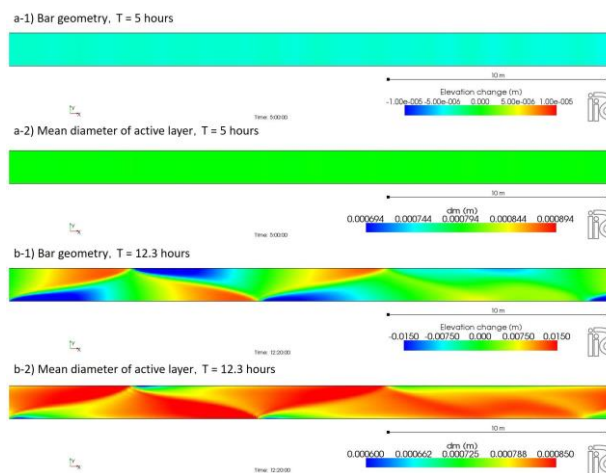 a-1) Bar geometry, T = 5 hours
10 m
Elevation change (m)
-1.00e-005 -5.00e-006 0.000 5.00e-006 1.00e-005
Time: 5:00:00
a-2) Mean diameter of active layer, T = 5 hours
10 m
dm (m)
0.000694 0.000744 0.000794 0.000844 0.000894
Time: 5:00:00
b-1) Bar geometry, T = 12.3 hours
10 m
Elevation change (m)
-0.0150 -0.00750 0.000 0.00750 0.0150
Time: 12:20:00
b-2) Mean diameter of active layer, T = 12.3 hours
10 m
dm (m)
0.000600 0.000662 0.000725 0.000788 0.000850
Time: 12:20:00